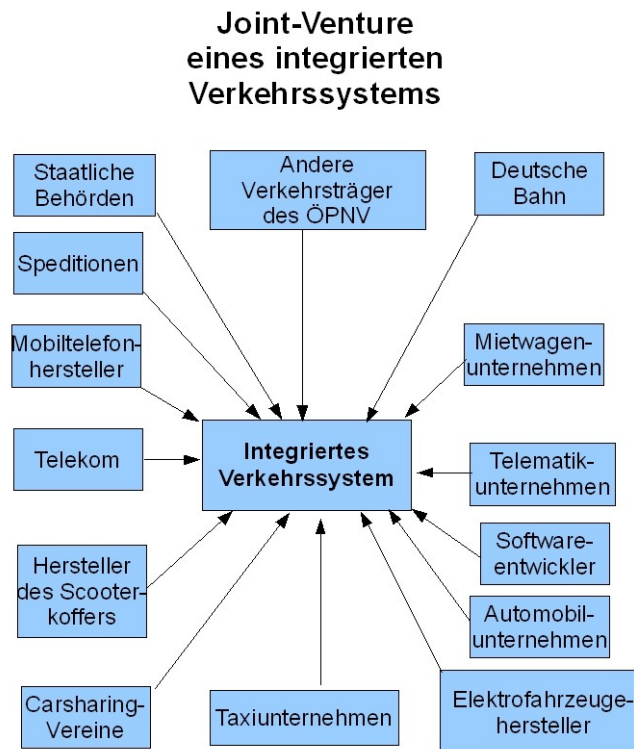 Joint-Venture
eines integrierten
Verkehrssystems
Staatliche
Behörden
Andere
Verkehrsträger
des ÖPNV
Deutsche
Bahn
Speditionen
Mobiltelefon-
hersteller
Mietwagen-
unternehmen
Telekom
Integriertes
Verkehrssystem
Telematik-
unternehmen
Software-
entwickler
Hersteller
des Scooter-
koffers
Automobil-
unternehmen
Carsharing-
Vereine
Taxiunternehmen
Elektrofahrzeuge-
hersteller